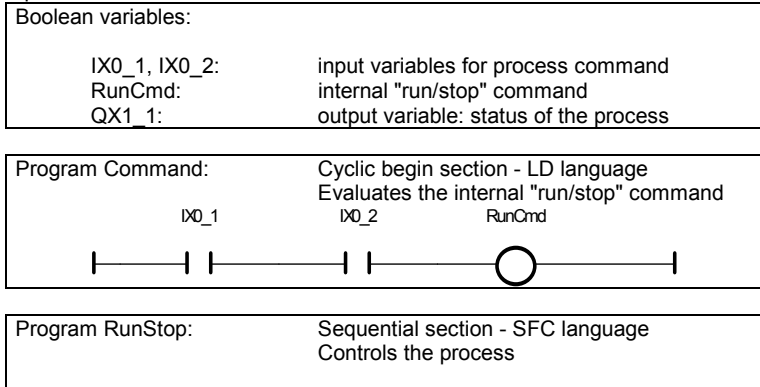 Boolean variables:
IX0_1, IX0_2: input variables for process command
RunCmd: internal "run/stop" command
QX1_1: output variable: status of the process
Program Command: Cyclic begin section - LD language
Evaluates the internal "run/stop" command
IX0_1 IX0_2 RunCmd
Program RunStop: Sequential section - SFC language
Controls the process